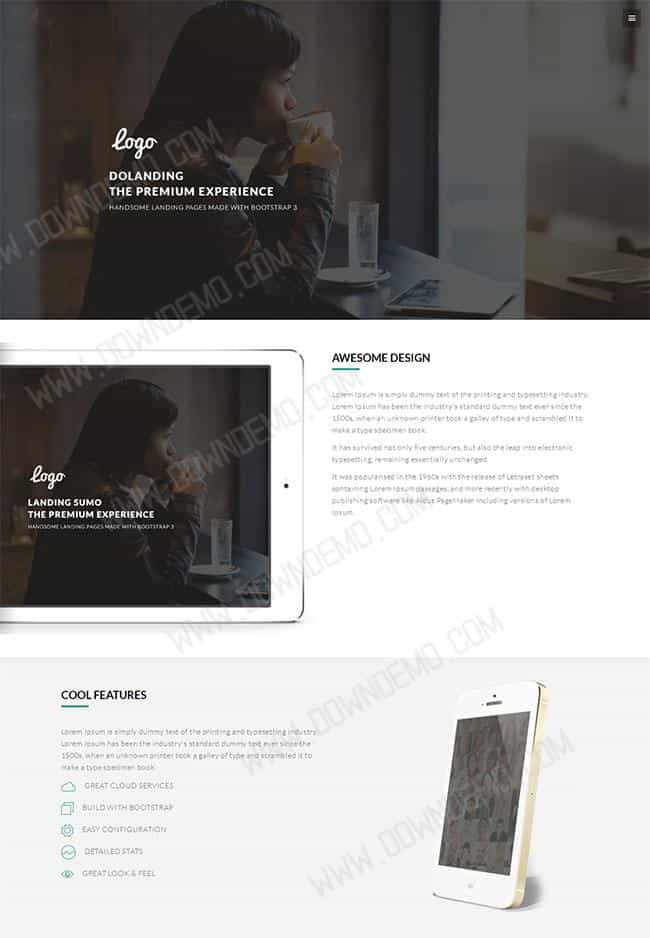 Logo
DOLANDING
THE PREMIUM EXPERIENCE
HANDSOME LANDING PAGES MADE WITH BOOTSTRAP 3
WWW.DOWNDEMO.COM
WWW.DOWNDEMO.COM
AWESOME DESIGN
Lorem Ipsum is simply dummy text of the printing and typesetting industry.
Lorem Ipsum has been the industry's standard dummy text ever since the
1500s, when an unknown printer took a galley of type and scrambled it to
make a type specimen book.
It has survived not only five centuries, but also the leap into electronic
typesetting, remaining essentially unchanged.
It was popularised in the 1960s with the release of Letraset sheets
containing Lorem Ipsum passages, and more recently with desktop
publishing software like Aldus PageMaker including versions of Lorem
Ipsum.
Logo
LANDING SUMO
THE PREMIUM EXPERIENCE
HANDSOME LANDING PAGES MADE WITH BOOTSTRAP 3
WWW.DOWNDEMO.COM
WWW.DOWNDEMO.COM
COOL FEATURES
Lorem Ipsum is simply dummy text of the printing and typesetting industry.
Lorem Ipsum has been the industry's standard dummy text ever since the
1500s, when an unknown printer took a galley of type and scrambled it to
make a type specimen book.
GREAT CLOUD SERVICES
BUILD WITH BOOTSTRAP
EASY CONFIGURATION
DETAILED STATS
GREAT LOOK & FEEL
WWW.DOWNDEMO.COM
WWW.DOWNDEMO.COM